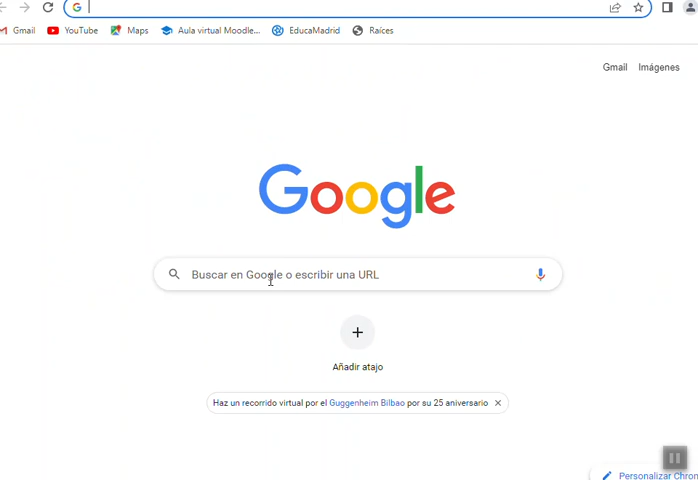 Gmail YouTube Maps Aula virtual Moodle... EducaMadrid Raíces
Gmail Imágenes
Google
Buscar en Google o escribir una URL
Añadir atajo
Haz un recorrido virtual por el Guggenheim Bilbao por su 25 aniversario
Personalizar Chron